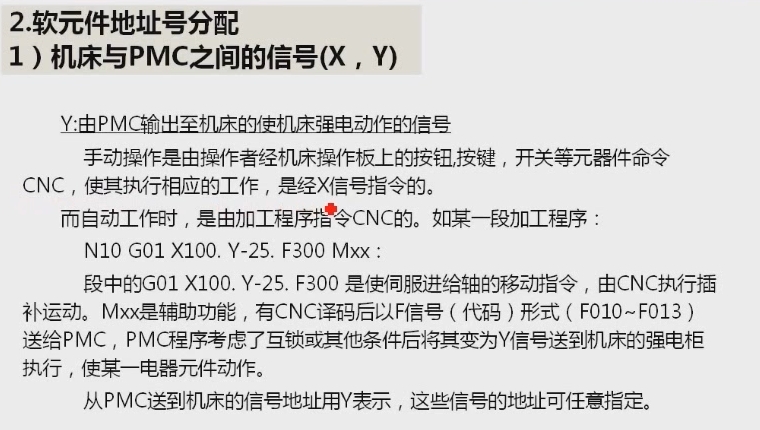 2.软元件地址号分配
1）机床与PMC之间的信号(X，Y)
Y:由PMC输出至机床的使机床强电动作的信号
手动操作是由操作者经机床操作板上的按钮,按键，开关等元器件命令
CNC，使其执行相应的工作，是经X信号指令的。
而自动工作时，是由加工程序指令CNC的。如某一段加工程序：
N10 G01 X100. Y-25. F300 Mxx：
段中的G01 X100. Y-25. F300 是使伺服进给轴的移动指令，由CNC执行插
补运动。Mxx是辅助功能，有CNC译码后以F信号（代码）形式（F010~F013）
送给PMC，PMC程序考虑了互锁或其他条件后将其变为Y信号送到机床的强电柜
执行，使某一电器元件动作。
从PMC送到机床的信号地址用Y表示，这些信号的地址可任意指定。